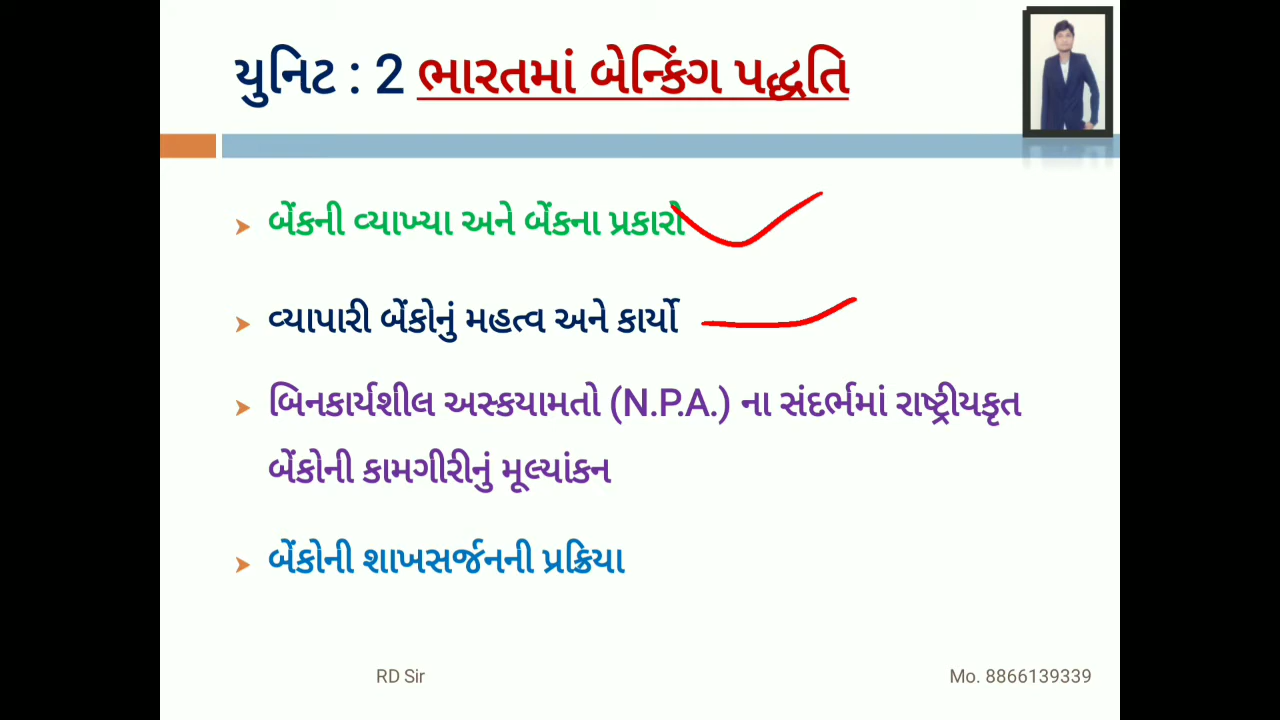 યુનિટ : 2 ભારતમાં બેન્કિંગ પદ્ધતિ
બેંકની વ્યાખ્યા અને બેંકના પ્રકારો
વ્યાપારી બેંકોનું મહત્વ અને કાર્યો
બિનકાર્યશીલ અસ્કયામતો (N.P.A.) ના સંદર્ભમાં રાષ્ટ્રીયકૃત
બેંકોની કામગીરીનું મૂલ્યાંકન
બેંકોની શાખસર્જનની પ્રક્રિયા
RD Sir
Mo. 8866139339